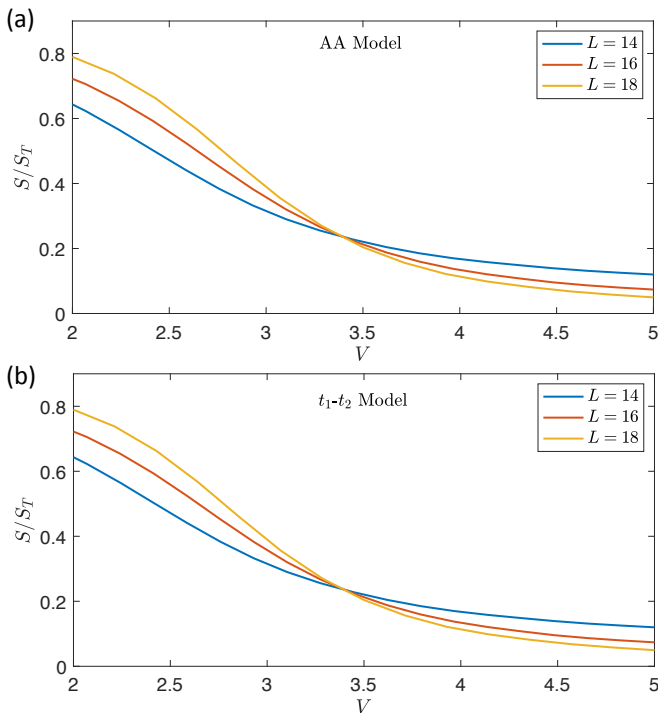 (a)
AA Model
L = 14
L = 16
L = 18
S/S_T
0.8
0.6
0.4
0.2
0
2 2.5 3 3.5 4 4.5 5
V
(b)
t₁-t₂ Model
L = 14
L = 16
L = 18
S/S_T
0.8
0.6
0.4
0.2
0
2 2.5 3 3.5 4 4.5 5
V